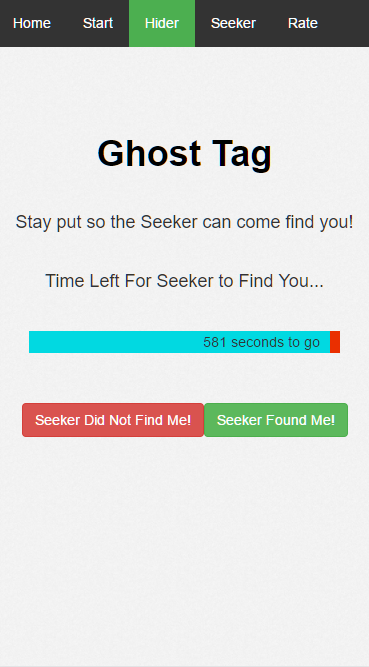 Home Start Hider Seeker Rate
Ghost Tag
Stay put so the Seeker can come find you!
Time Left For Seeker to Find You...
581 seconds to go
Seeker Did Not Find Me! Seeker Found Me!